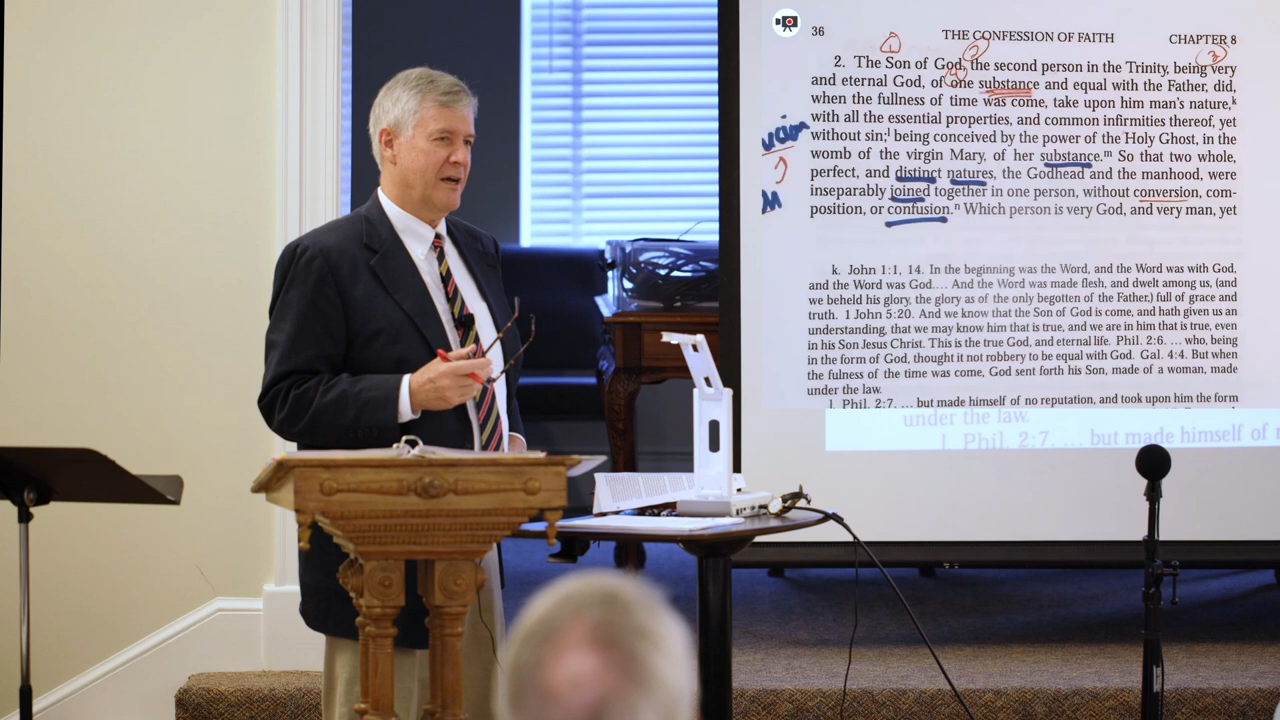 36 THE CONFESSION OF FAITH CHAPTER 8
2. The Son of God, the second person in the Trinity, being very
and eternal God, of one substance and equal with the Father, did,
when the fullness of time was come, take upon him man's nature,k
with all the essential properties, and common infirmities thereof, yet
without sin;l being conceived by the power of the Holy Ghost, in the
womb of the virgin Mary, of her substance.m So that two whole,
perfect, and distinct natures, the Godhead and the manhood, were
inseparably joined together in one person, without conversion, com-
position, or confusion.n Which person is very God, and very man, yet
k. John 1:1, 14. In the beginning was the Word, and the Word was with God,
and the Word was God.... And the Word was made flesh, and dwelt among us, (and
we beheld his glory, the glory as of the only begotten of the Father,) full of grace and
truth. 1 John 5:20. And we know that the Son of God is come, and hath given us an
understanding, that we may know him that is true, and we are in him that is true, even
in his Son Jesus Christ. This is the true God, and eternal life. Phil. 2:6. ... who, being
in the form of God, thought it not robbery to be equal with God. Gal. 4:4. But when
the fulness of the time was come, God sent forth his Son, made of a woman, made
under the law.
l. Phil. 2:7. ... but made himself of no reputation, and took upon him the form
under the law.
l. Phil. 2:7. ... but made himself of